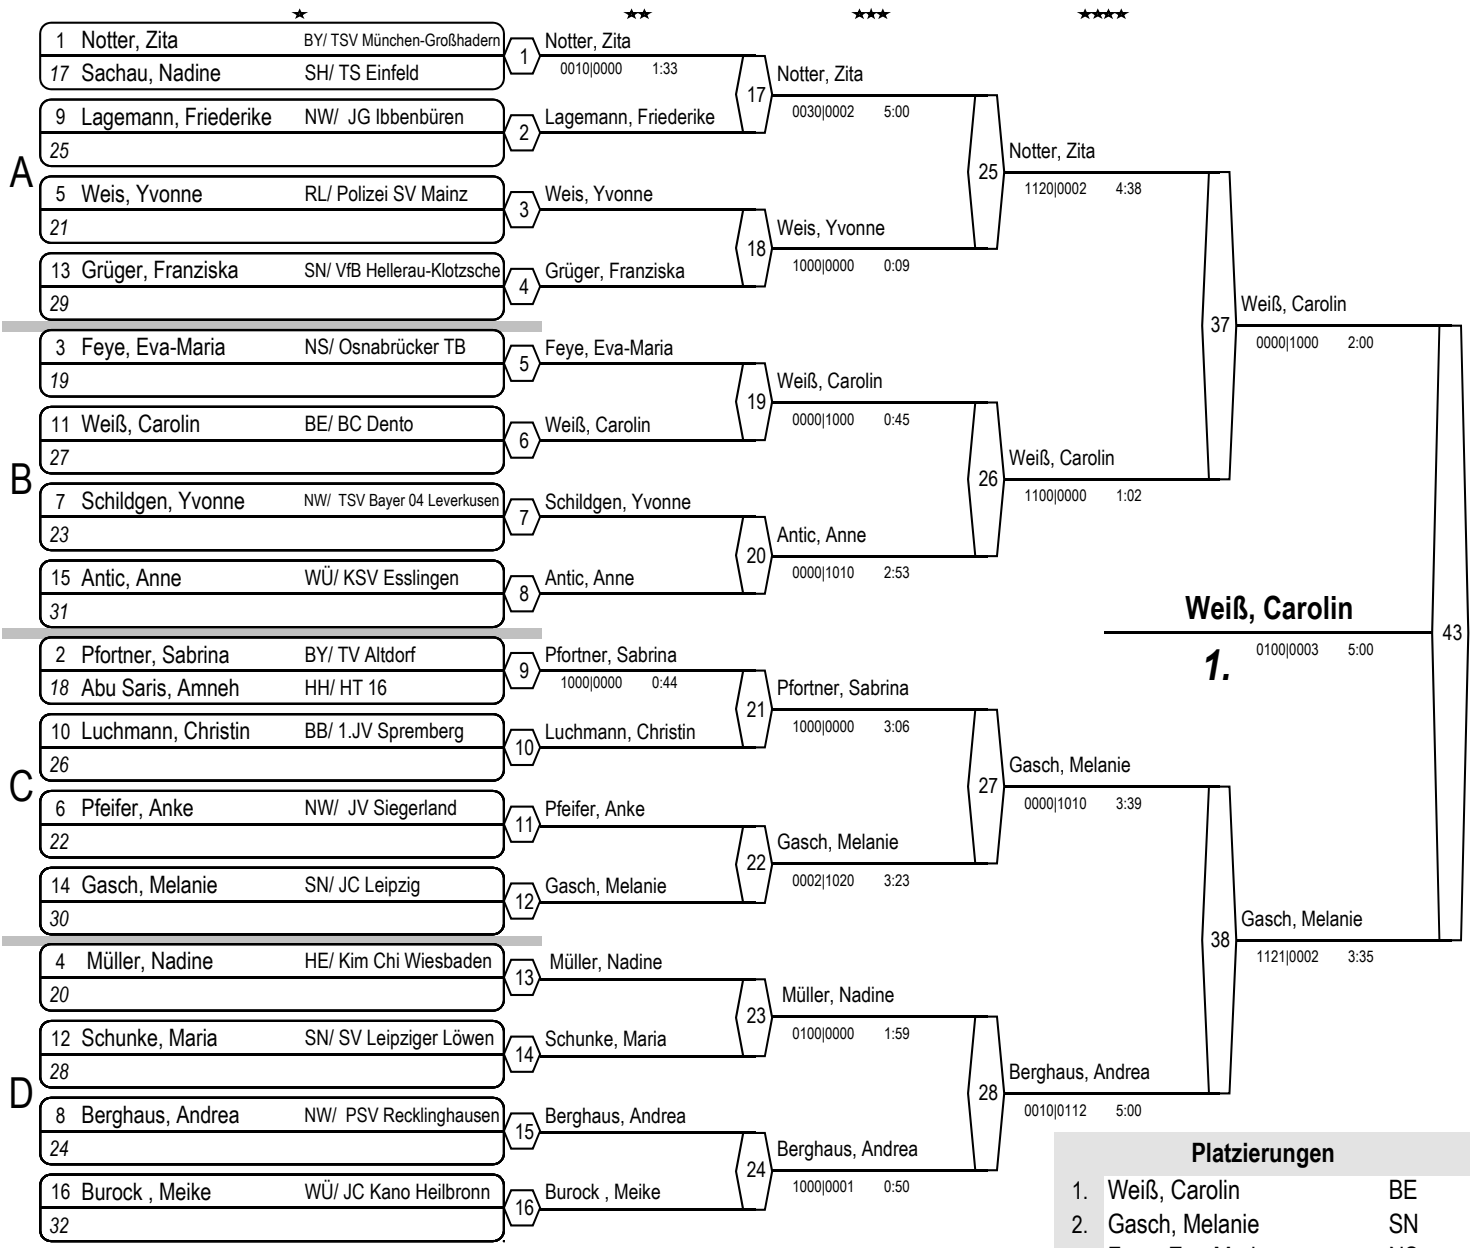 1 Notter, Zita BY/ TSV München-Großhadern
17 Sachau, Nadine SH/ TS Einfeld
9 Lagemann, Friederike NW/ JG Ibbenbüren
25
A
5 Weis, Yvonne RL/ Polizei SV Mainz
21
13 Grüger, Franziska SN/ VfB Hellerau-Klotzsche
29
3 Feye, Eva-Maria NS/ Osnabrücker TB
19
11 Weiß, Carolin BE/ BC Dento
27
B
7 Schildgen, Yvonne NW/ TSV Bayer 04 Leverkusen
23
15 Antic, Anne WÜ/ KSV Esslingen
31
2 Pfortner, Sabrina BY/ TV Altdorf
18 Abu Saris, Amneh HH/ HT 16
10 Luchmann, Christin BB/ 1.JV Spremberg
26
C
6 Pfeifer, Anke NW/ JV Siegerland
22
14 Gasch, Melanie SN/ JC Leipzig
30
4 Müller, Nadine HE/ Kim Chi Wiesbaden
20
12 Schunke, Maria SN/ SV Leipziger Löwen
28
D
8 Berghaus, Andrea NW/ PSV Recklinghausen
24
16 Burock , Meike WÜ/ JC Kano Heilbronn
32
1 Notter, Zita
0010|0000 1:33
2 Lagemann, Friederike
3 Weis, Yvonne
4 Grüger, Franziska
5 Feye, Eva-Maria
6 Weiß, Carolin
7 Schildgen, Yvonne
8 Antic, Anne
9 Pfortner, Sabrina
1000|0000 0:44
10 Luchmann, Christin
11 Pfeifer, Anke
12 Gasch, Melanie
13 Müller, Nadine
14 Schunke, Maria
15 Berghaus, Andrea
16 Burock , Meike
17 Notter, Zita
0030|0002 5:00
18 Weis, Yvonne
1000|0000 0:09
19 Weiß, Carolin
0000|1000 0:45
20 Antic, Anne
0000|1010 2:53
21 Pfortner, Sabrina
1000|0000 3:06
22 Gasch, Melanie
0002|1020 3:23
23 Müller, Nadine
0100|0000 1:59
24 Berghaus, Andrea
1000|0001 0:50
25 Notter, Zita
1120|0002 4:38
26 Weiß, Carolin
1100|0000 1:02
27 Gasch, Melanie
0000|1010 3:39
28 Berghaus, Andrea
0010|0112 5:00
37 Weiß, Carolin
0000|1000 2:00
38 Gasch, Melanie
1121|0002 3:35
43 Weiß, Carolin
1. 0100|0003 5:00
Platzierungen
1. Weiß, Carolin BE
2. Gasch, Melanie SN